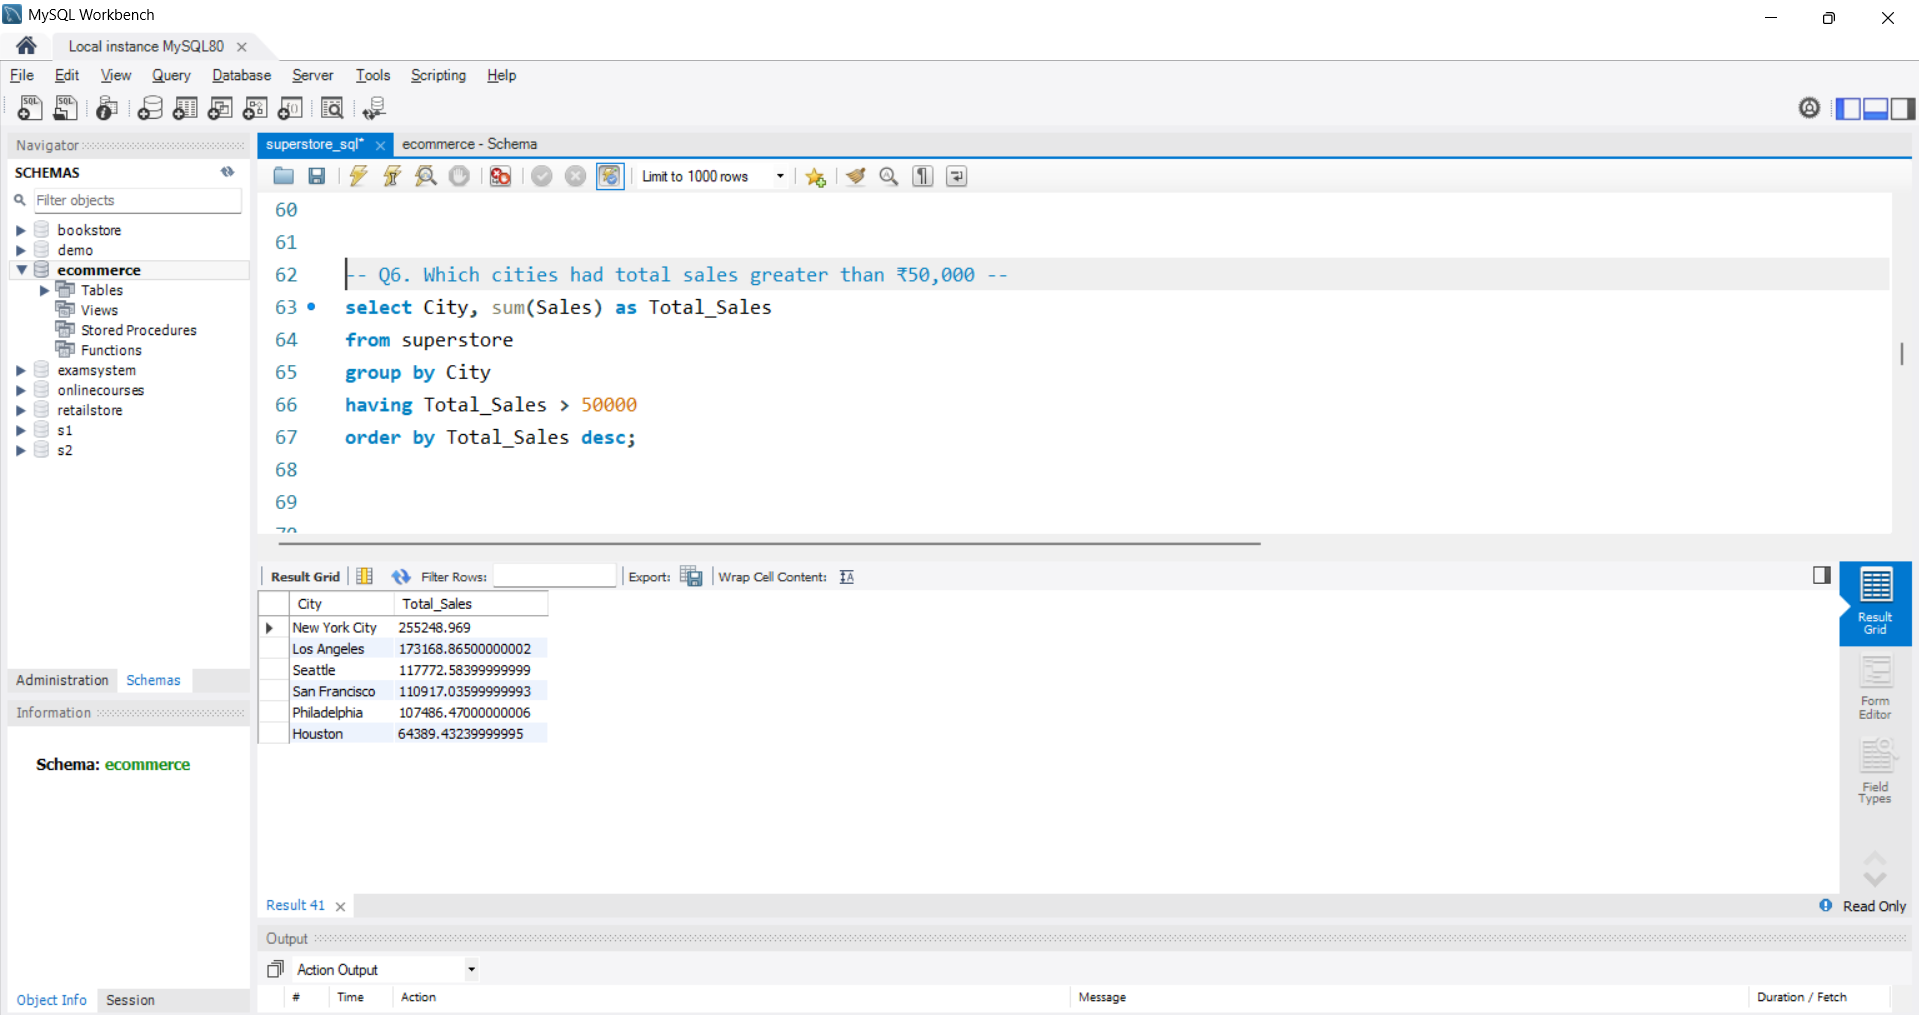 MySQL Workbench
Local instance MySQL80
File Edit View Query Database Server Tools Scripting Help
Navigator
SCHEMAS
Filter objects
bookstore
demo
ecommerce
Tables
Views
Stored Procedures
Functions
examsystem
onlinecourses
retailstore
s1
s2
Administration Schemas
Information
Schema: ecommerce
Object Info Session
superstore_sql* ecommerce - Schema
Limit to 1000 rows
60
61
62 -- Q6. Which cities had total sales greater than ₹50,000 --
63 select City, sum(Sales) as Total_Sales
64 from superstore
65 group by City
66 having Total_Sales > 50000
67 order by Total_Sales desc;
68
69
70
Result Grid Filter Rows: Export: Wrap Cell Content:
City Total_Sales
New York City 255248.969
Los Angeles 173168.86500000002
Seattle 117772.58399999999
San Francisco 110917.03599999993
Philadelphia 107486.47000000006
Houston 64389.43239999995
Result
Grid
Form
Editor
Field
Types
Result 41
Read Only
Output
Action Output
# Time Action Message Duration / Fetch